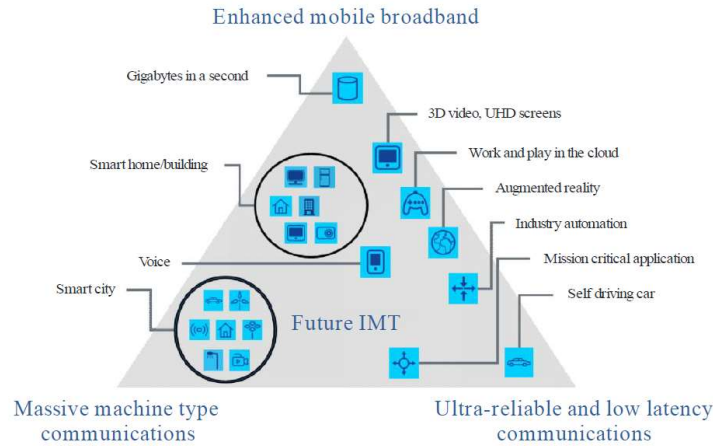 Enhanced mobile broadband
Gigabytes in a second
3D video, UHD screens
Smart home/building
Work and play in the cloud
Augmented reality
Industry automation
Voice
Mission critical application
Smart city
Self driving car
Future IMT
Massive machine type
communications
Ultra-reliable and low latency
communications